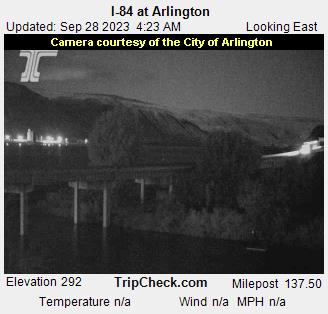 I-84 at Arlington
Updated: Sep 28 2023 4:23 AM Looking East
Camera courtesy of the City of Arlington
Elevation 292 TripCheck.com Milepost 137.50
Temperature n/a Wind n/a MPH n/a